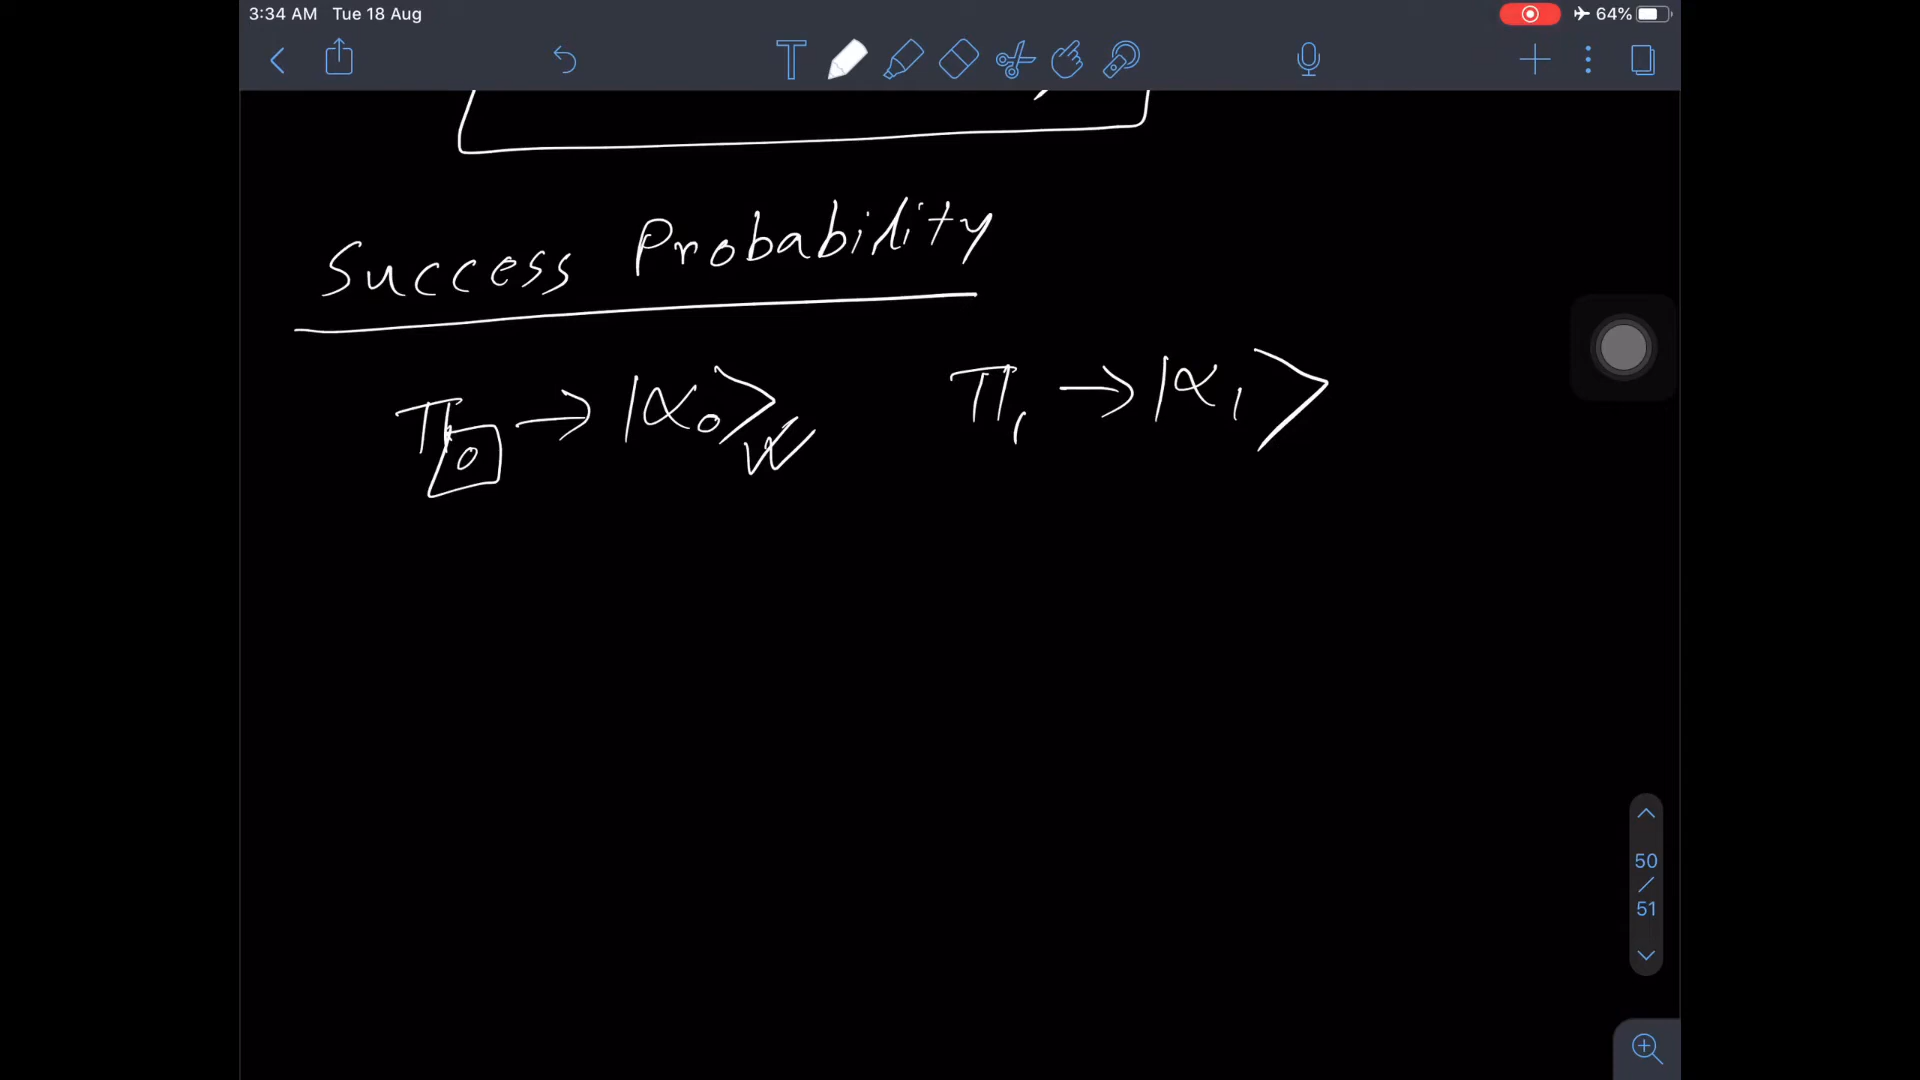 3:34 AM Tue 18 Aug 64%
T
Success Probability
Π₀ → |α₀⟩ Π₁ → |α₁⟩
50
/
51